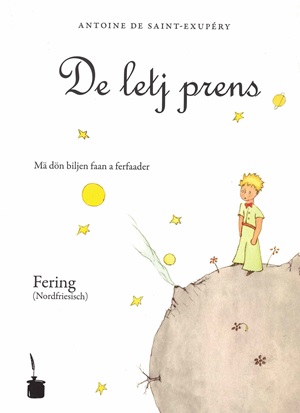 ANTOINE DE SAINT-EXUPÉRY
De letj prens
Mä dön biljen faan a ferfaader
Fering
(Nordfriesisch)